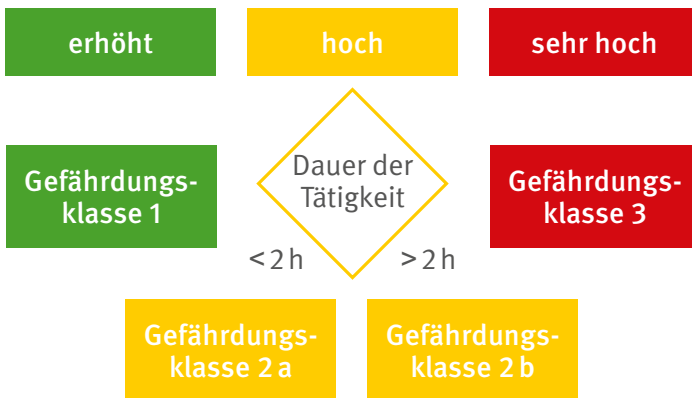 erhöht
hoch
sehr hoch
Gefährdungs-
klasse 1
Dauer der
Tätigkeit
Gefährdungs-
klasse 3
< 2 h
> 2 h
Gefährdungs-
klasse 2 a
Gefährdungs-
klasse 2 b